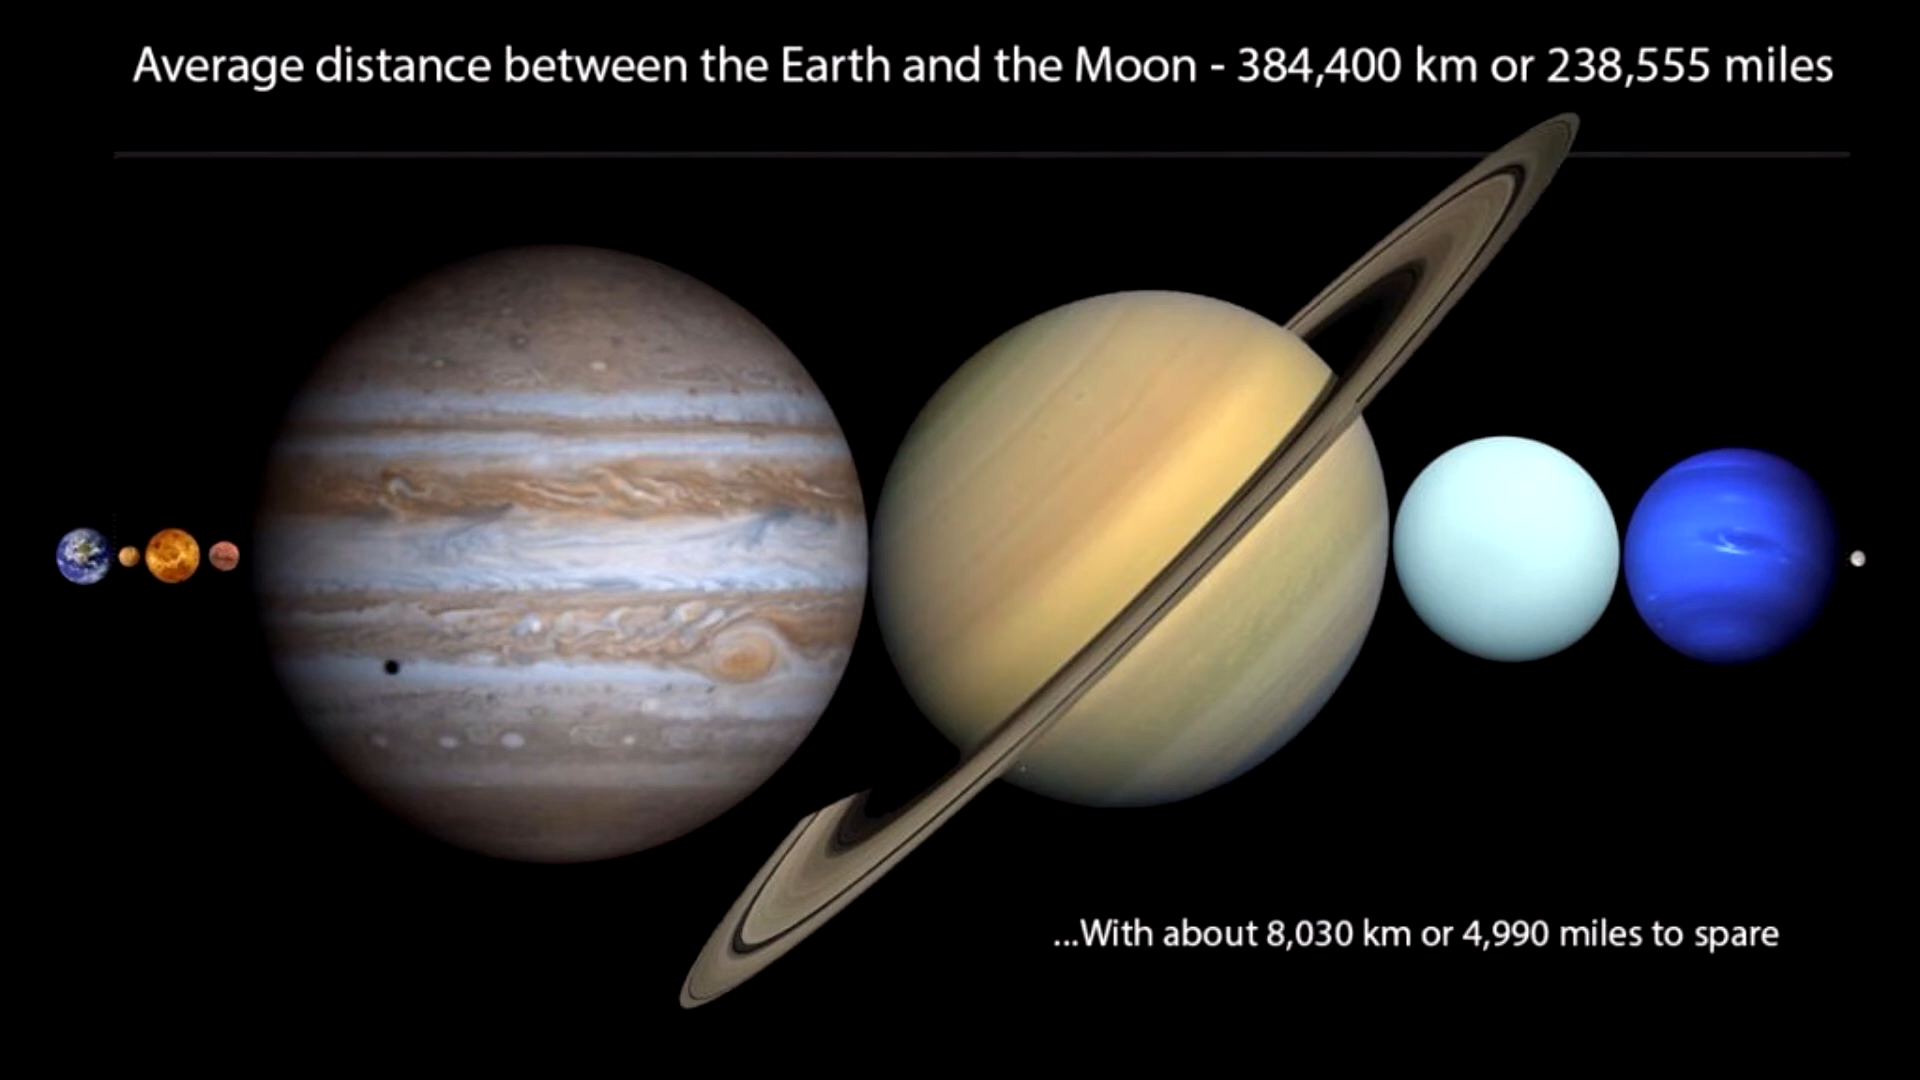 Average distance between the Earth and the Moon - 384,400 km or 238,555 miles
...With about 8,030 km or 4,990 miles to spare